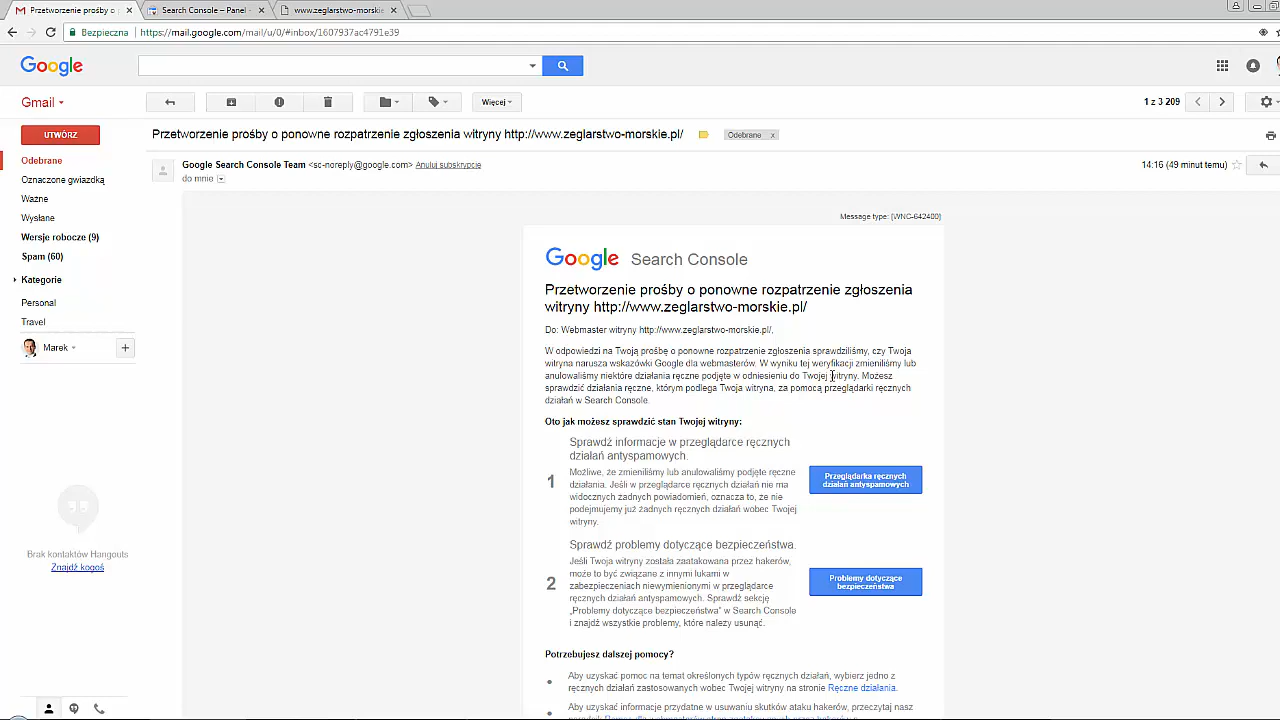 Przetworzenie prośby o
Search Console – Panel -
www.zeglarstwo-morskie
Bezpieczna
https://mail.google.com/mail/u/0/#inbox/1607937ac4791e39
Google
Gmail
Więcej
1 z 3 209
UTWÓRZ
Przetworzenie prośby o ponowne rozpatrzenie zgłoszenia witryny http://www.zeglarstwo-morskie.pl/
Odebrane x
Odebrane
Oznaczone gwiazdką
Ważne
Wysłane
Wersje robocze (9)
Spam (60)
Kategorie
Personal
Travel
Marek
Brak kontaktów Hangouts
Znajdź kogoś
Google Search Console Team <sc-noreply@google.com> Anuluj subskrypcję
14:16 (49 minut temu)
do mnie
Message type: [WNC-642400]
Google Search Console
Przetworzenie prośby o ponowne rozpatrzenie zgłoszenia
witryny http://www.zeglarstwo-morskie.pl/
Do: Webmaster witryny http://www.zeglarstwo-morskie.pl/.
W odpowiedzi na Twoją prośbę o ponowne rozpatrzenie zgłoszenia sprawdziliśmy, czy Twoja
witryna narusza wskazówki Google dla webmasterów. W wyniku tej weryfikacji zmieniliśmy lub
anulowaliśmy niektóre działania ręczne podjęte w odniesieniu do Twojej witryny. Możesz
sprawdzić działania ręczne, którym podlega Twoja witryna, za pomocą przeglądarki ręcznych
działań w Search Console.
Oto jak możesz sprawdzić stan Twojej witryny:
1
Sprawdź informacje w przeglądarce ręcznych
działań antyspamowych.
Możliwe, że zmieniliśmy lub anulowaliśmy podjęte ręczne
działania. Jeśli w przeglądarce ręcznych działań nie ma
widocznych żadnych powiadomień, oznacza to, że nie
podejmujemy już żadnych ręcznych działań wobec Twojej
witryny.
Przeglądarka ręcznych
działań antyspamowych
2
Sprawdź problemy dotyczące bezpieczeństwa.
Jeśli Twoja witryny została zaatakowana przez hakerów,
może to być związane z innymi lukami w
zabezpieczeniach niewymienionymi w przeglądarce
ręcznych działań antyspamowych. Sprawdź sekcję
„Problemy dotyczące bezpieczeństwa” w Search Console
i znajdź wszystkie problemy, które należy usunąć.
Problemy dotyczące
bezpieczeństwa
Potrzebujesz dalszej pomocy?
Aby uzyskać pomoc na temat określonych typów ręcznych działań, wybierz jedno z
ręcznych działań zastosowanych wobec Twojej witryny na stronie Ręczne działania.
Aby uzyskać informacje przydatne w usuwaniu skutków ataku hakerów, przeczytaj nasz